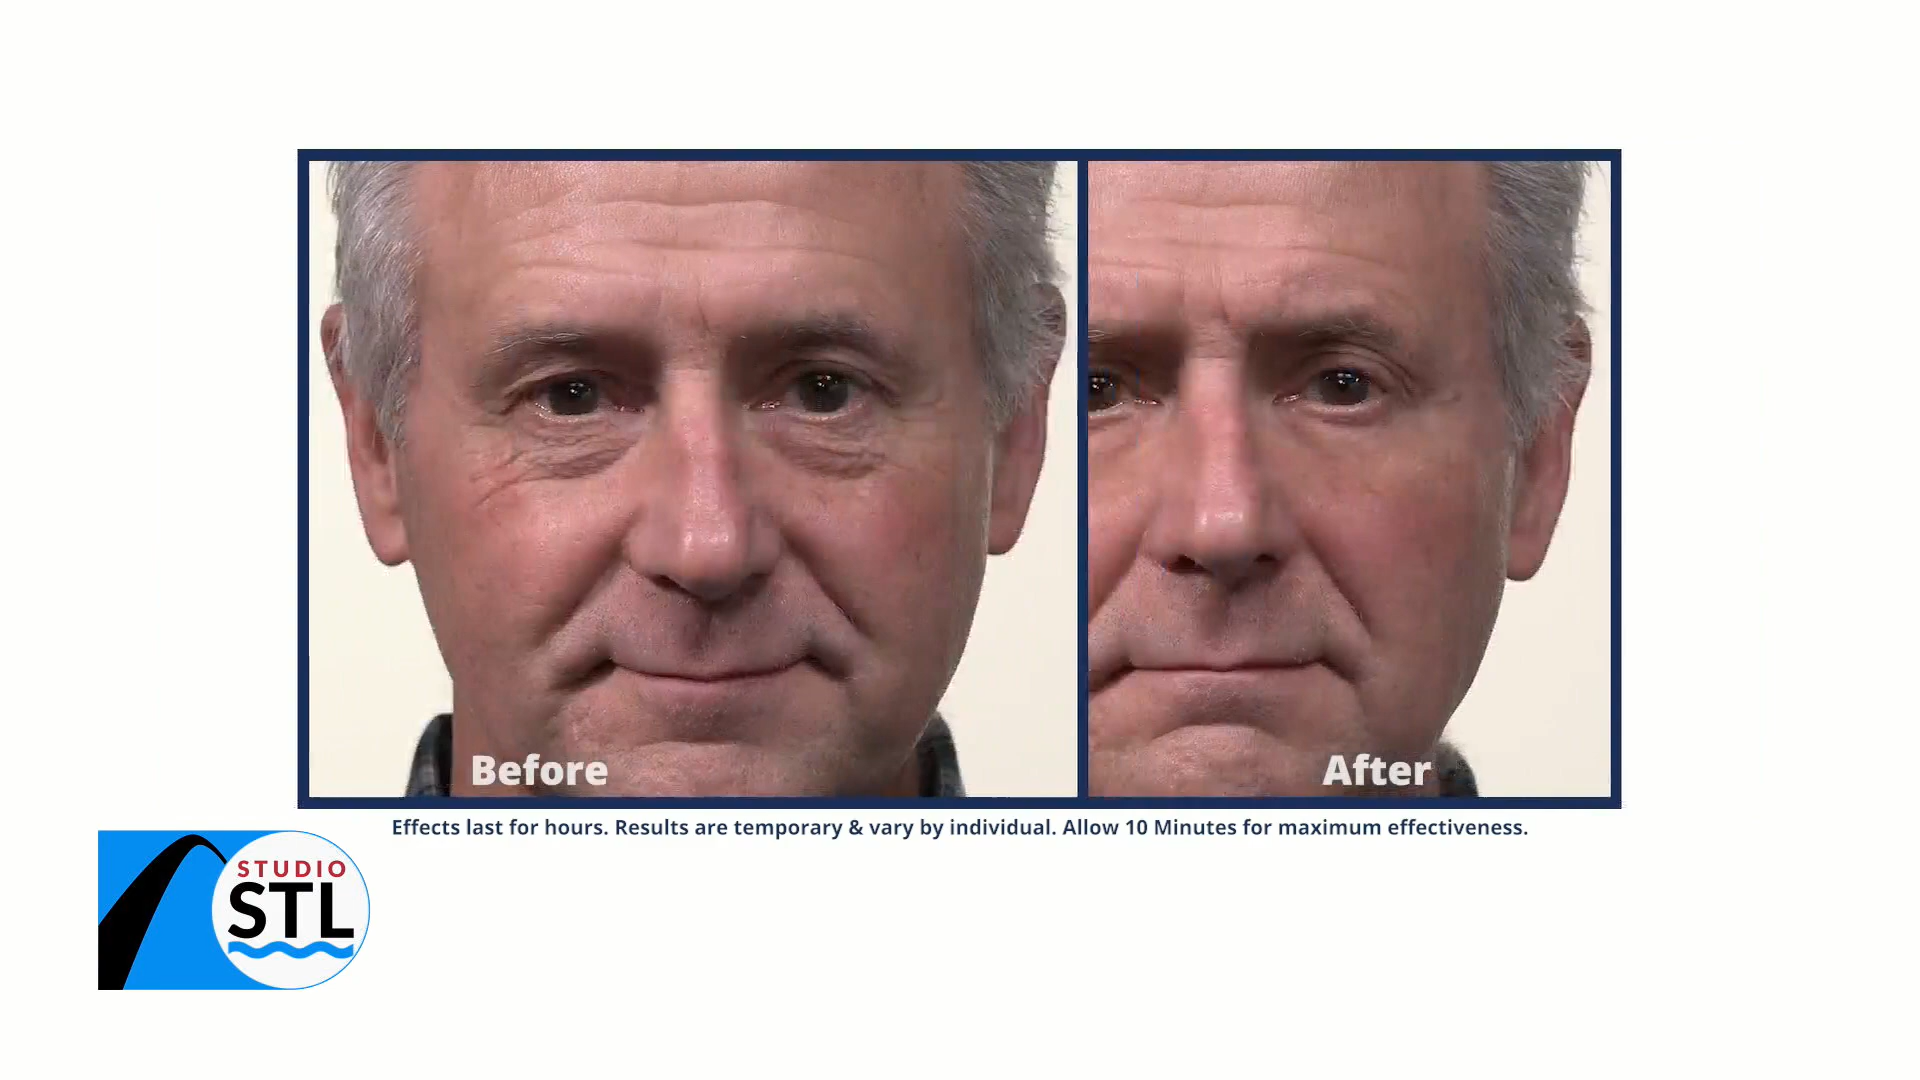 Before
After
Effects last for hours. Results are temporary & vary by individual. Allow 10 Minutes for maximum effectiveness.
STUDIO
STL